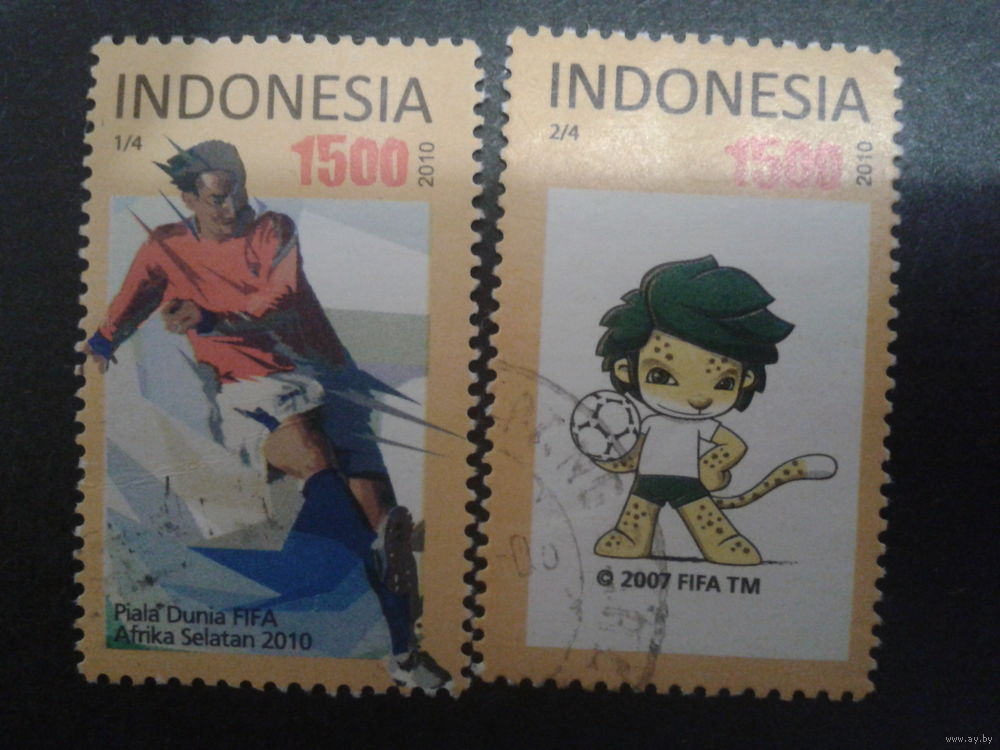 INDONESIA
1/4
1500
2010
Piala Dunia FIFA
Afrika Selatan 2010
INDONESIA
2/4
1500
2010
© 2007 FIFA TM
www.ay.by